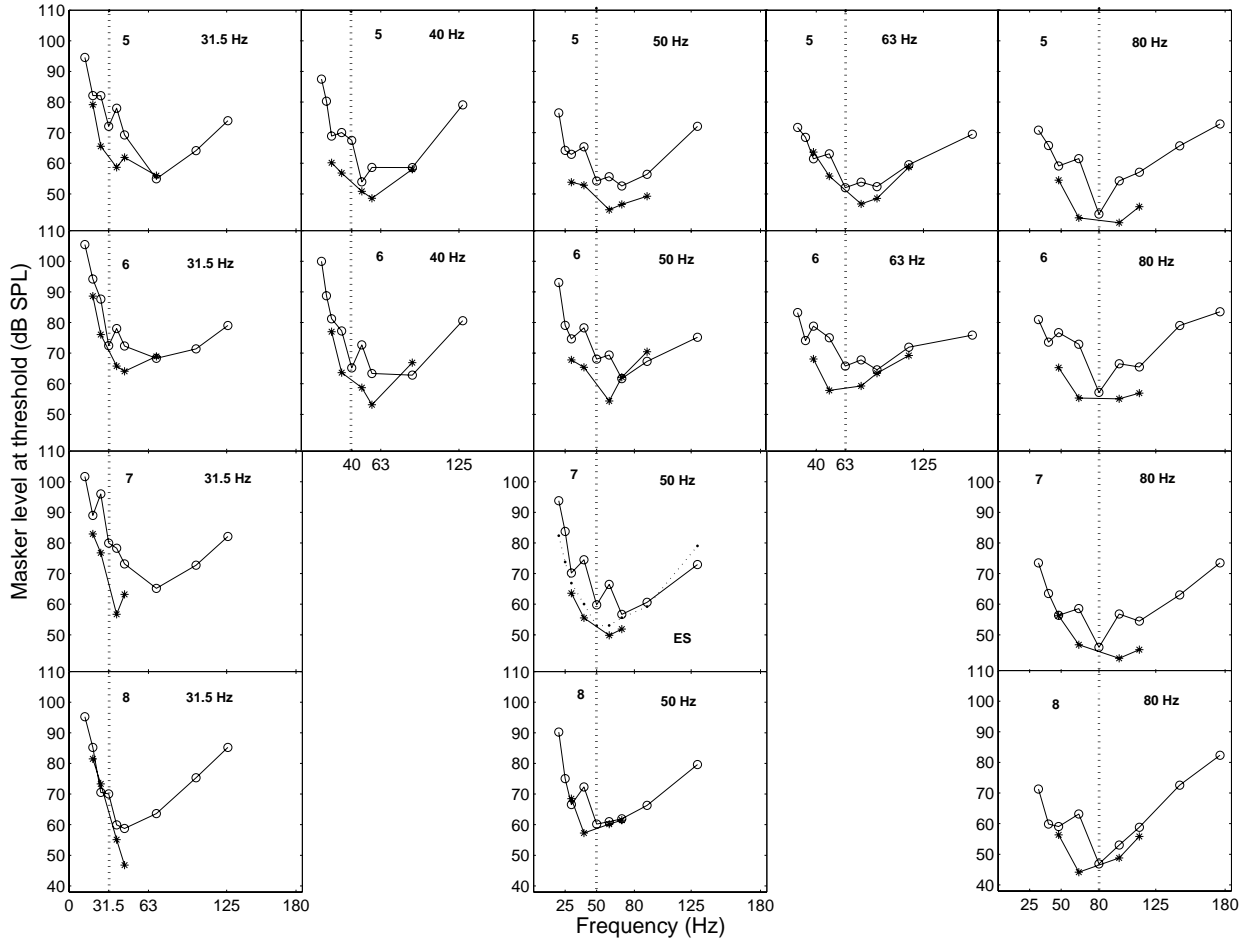 110
5 31.5 Hz
5 40 Hz
5 50 Hz
5 63 Hz
5 80 Hz
100
90
80
70
60
50
110
6 31.5 Hz
6 40 Hz
6 50 Hz
6 63 Hz
6 80 Hz
100
90
80
70
60
50
Masker level at threshold (dB SPL)
110
40 63 125
40 63 125
7 31.5 Hz
7 50 Hz
7 80 Hz
100 100 100
90 90 90
80 80 80
70 70 70
60 60 60
50 50 50
ES
110 110 110
8 31.5 Hz
8 50 Hz
8 80 Hz
100 100 100
90 90 90
80 80 80
70 70 70
60 60 60
50 50 50
40 40 40
0 31.5 63 125 180
25 50 80 125 180
25 50 80 125 180
Frequency (Hz)